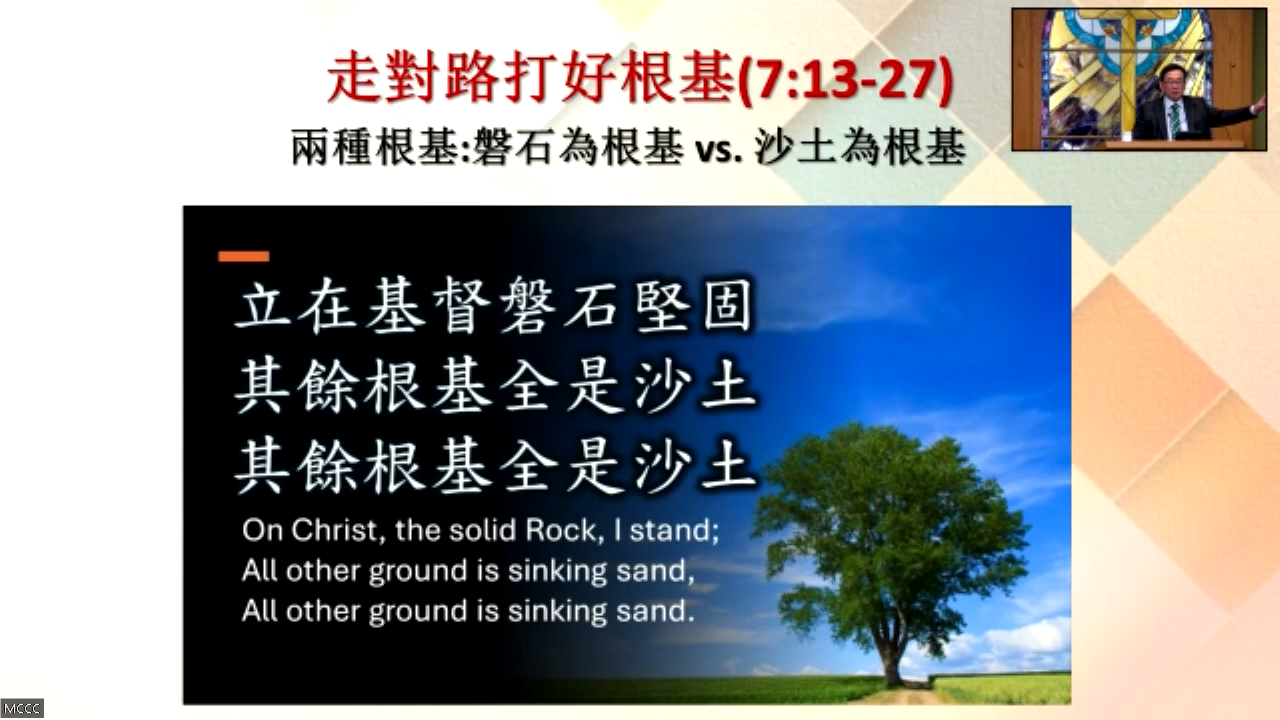 走對路打好根基(7:13-27)
兩種根基:磐石為根基 vs. 沙土為根基
立在基督磐石堅固
其餘根基全是沙土
其餘根基全是沙土
On Christ, the solid Rock, I stand;
All other ground is sinking sand,
All other ground is sinking sand.
MCCC